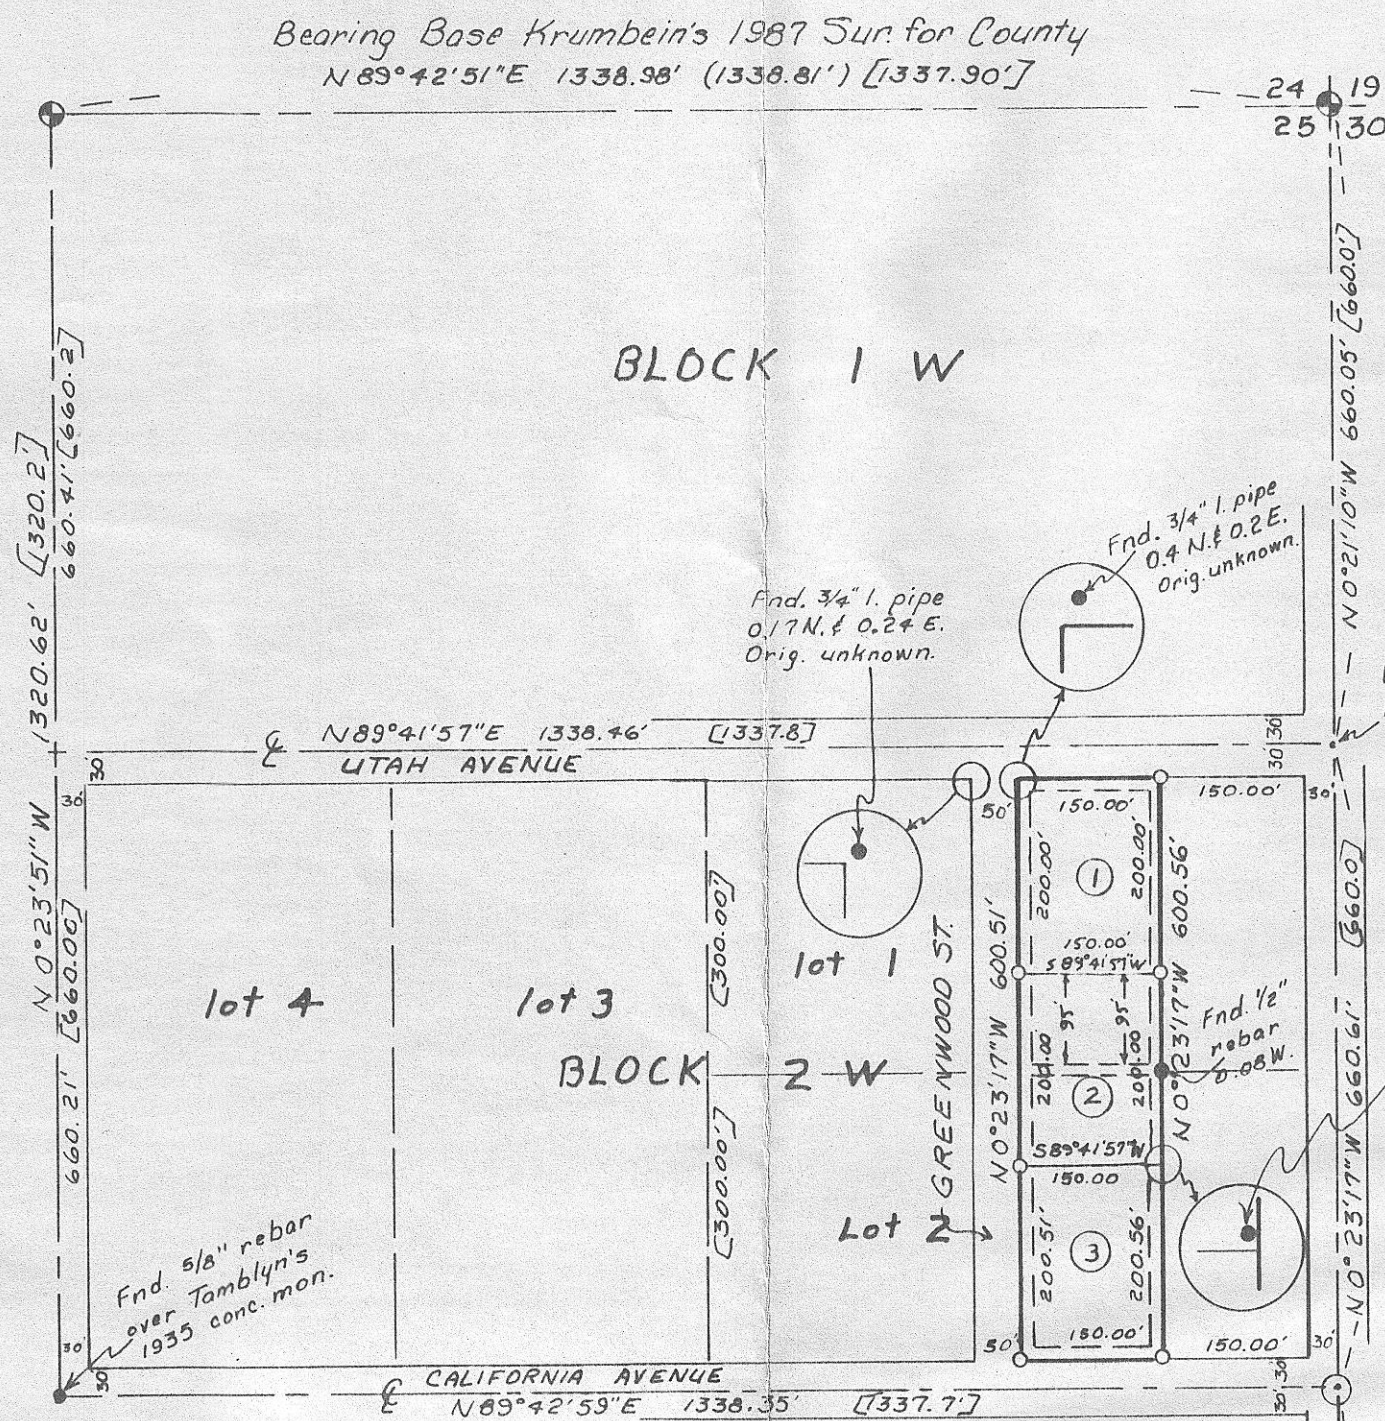 Bearing Base Krumbein's 1987 Sur. for County
N89°42'51"E 1338.98' (1338.81') [1337.90']
24 19
25 30
BLOCK 1 W
N0°21'10"W 660.05' [660.0']
1320.62' [1320.2']
660.41' [660.2]
Fnd. 3/4" I. pipe
0.4 N. & 0.2 E.
Orig. unknown.
Fnd. 3/4" I. pipe
0.17 N. & 0.24 E.
Orig. unknown.
30 30
℄ N89°41'57"E 1338.46' [1337.8]
UTAH AVENUE
30
30'
50'
150.00'
150.00'
30'
N0°23'51"W
660.21' [660.00]
200.00'
200.00'
1
600.56'
[660.0]
[300.00']
lot 1
GREENWOOD ST.
N0°23'17"W 600.51'
150.00'
S89°41'57"W
lot 4
lot 3
95'
95'
Fnd. 1/2"
rebar
0.08W.
BLOCK 2 W
200.00
200.00
2
N0°23'17"W
N0°23'17"W 660.61'
S89°41'57"W
150.00
[300.00']
Lot 2
200.51'
200.56'
3
Fnd. 5/8" rebar
over Tamblyn's
1935 conc. mon.
30'
30
50'
150.00'
150.00'
30'
30' 30'
CALIFORNIA AVENUE
℄ N89°42'59"E 1338.35' [1337.7']